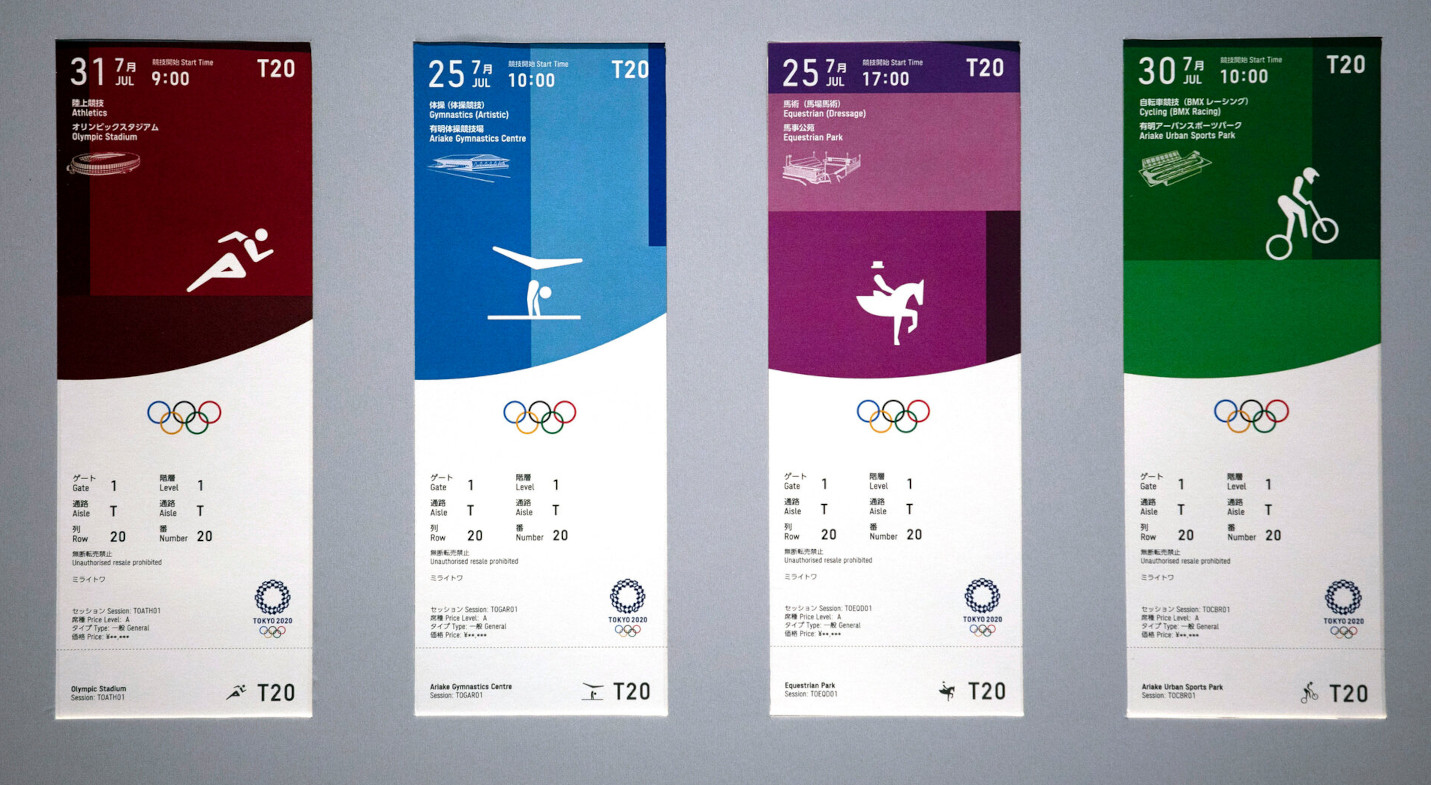 31 7月 競技開始 Start Time T20
JUL 9:00
陸上競技
Athletics
オリンピックスタジアム
Olympic Stadium
ゲート 1 階層 1
Gate Level
通路 T 通路 T
Aisle Aisle
列 20 番 20
Row Number
無断転売禁止
Unauthorised resale prohibited
ミライトワ
セッション Session: TOATH01
席種 Price Level: A
タイプ Type: 一般 General
価格 Price: ¥**,***
TOKYO 2020
Olympic Stadium
Session: TOATH01
T20
25 7月 競技開始 Start Time T20
JUL 10:00
体操 (体操競技)
Gymnastics (Artistic)
有明体操競技場
Ariake Gymnastics Centre
ゲート 1 階層 1
Gate Level
通路 T 通路 T
Aisle Aisle
列 20 番 20
Row Number
無断転売禁止
Unauthorised resale prohibited
ミライトワ
セッション Session: TOGAR01
席種 Price Level: A
タイプ Type: 一般 General
価格 Price: ¥**,***
TOKYO 2020
Ariake Gymnastics Centre
Session: TOGAR01
T20
25 7月 競技開始 Start Time T20
JUL 17:00
馬術 (馬場馬術)
Equestrian (Dressage)
馬事公苑
Equestrian Park
ゲート 1 階層 1
Gate Level
通路 T 通路 T
Aisle Aisle
列 20 番 20
Row Number
無断転売禁止
Unauthorised resale prohibited
ミライトワ
セッション Session: TOEQD01
席種 Price Level: A
タイプ Type: 一般 General
価格 Price: ¥**,***
TOKYO 2020
Equestrian Park
Session: TOEQD01
T20
30 7月 競技開始 Start Time T20
JUL 10:00
自転車競技 (BMX レーシング)
Cycling (BMX Racing)
有明アーバンスポーツパーク
Ariake Urban Sports Park
ゲート 1 階層 1
Gate Level
通路 T 通路 T
Aisle Aisle
列 20 番 20
Row Number
無断転売禁止
Unauthorised resale prohibited
ミライトワ
セッション Session: TOCBR01
席種 Price Level: A
タイプ Type: 一般 General
価格 Price: ¥**,***
TOKYO 2020
Ariake Urban Sports Park
Session: TOCBR01
T20